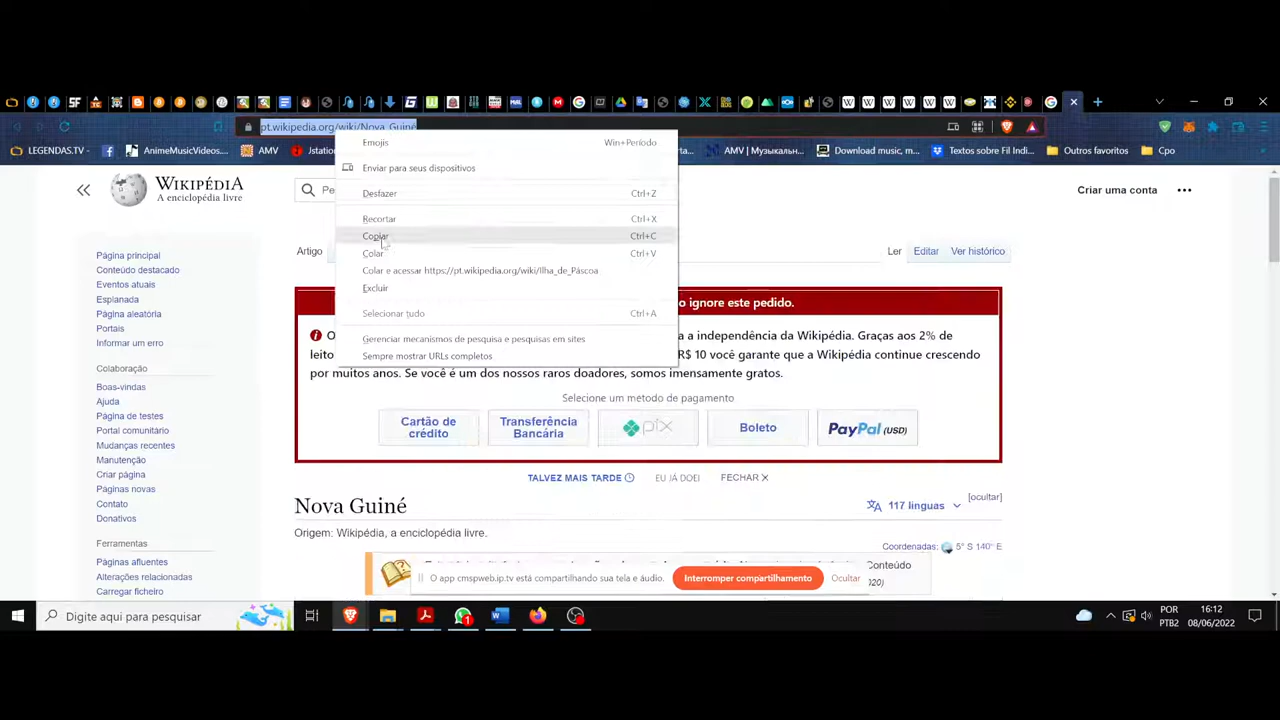 pt.wikipedia.org/wiki/Nova_Guiné
LEGENDAS.TV -
AnimeMusicVideos....
AMV
Jstation
AMV | Музыкальн...
Download music, m...
Textos sobre Fil Indi...
Outros favoritos
Cpo
Emojis Win+Período
Enviar para seus dispositivos
Desfazer Ctrl+Z
Recortar Ctrl+X
Copiar Ctrl+C
Colar Ctrl+V
Colar e acessar https://pt.wikipedia.org/wiki/Ilha_de_Páscoa
Excluir
Selecionar tudo Ctrl+A
Gerenciar mecanismos de pesquisa e pesquisas em sites
Sempre mostrar URLs completos
WIKIPÉDIA
A enciclopédia livre
Pe
Criar uma conta
Artigo
Ler Editar Ver histórico
Página principal
Conteúdo destacado
Eventos atuais
Esplanada
Página aleatória
Portais
Informar um erro
Colaboração
Boas-vindas
Ajuda
Página de testes
Portal comunitário
Mudanças recentes
Manutenção
Criar página
Páginas novas
Contato
Donativos
Ferramentas
Páginas afluentes
Alterações relacionadas
Carregar ficheiro
o ignore este pedido.
O a a independência da Wikipédia. Graças aos 2% de
leito R$ 10 você garante que a Wikipédia continue crescendo
por muitos anos. Se você é um dos nossos raros doadores, somos imensamente gratos.
Selecione um método de pagamento
Cartão de crédito
Transferência Bancária
pix
Boleto
PayPal (USD)
TALVEZ MAIS TARDE EU JÁ DOEI FECHAR X
Nova Guiné
117 línguas
[ocultar]
Origem: Wikipédia, a enciclopédia livre.
Coordenadas: 5° S 140° E
Conteúdo
O app cmspweb.ip.tv está compartilhando sua tela e áudio. Interromper compartilhamento Ocultar
020)
Digite aqui para pesquisar
POR
PTB2
16:12
08/06/2022